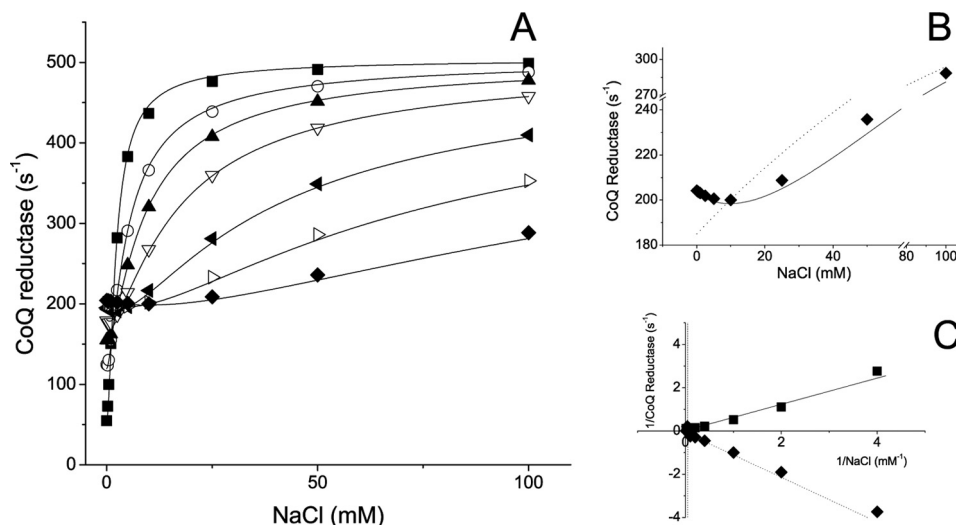 A
CoQ reductase (s⁻¹)
500
400
300
200
100
0
0 50 100
NaCl (mM)
B
CoQ Reductase (s⁻¹)
300
270
240
220
200
180
0 20 40 60 80 100
NaCl (mM)
C
1/CoQ Reductase (s⁻¹)
4
2
0
-2
-4
0 2 4
1/NaCl (mM⁻¹)